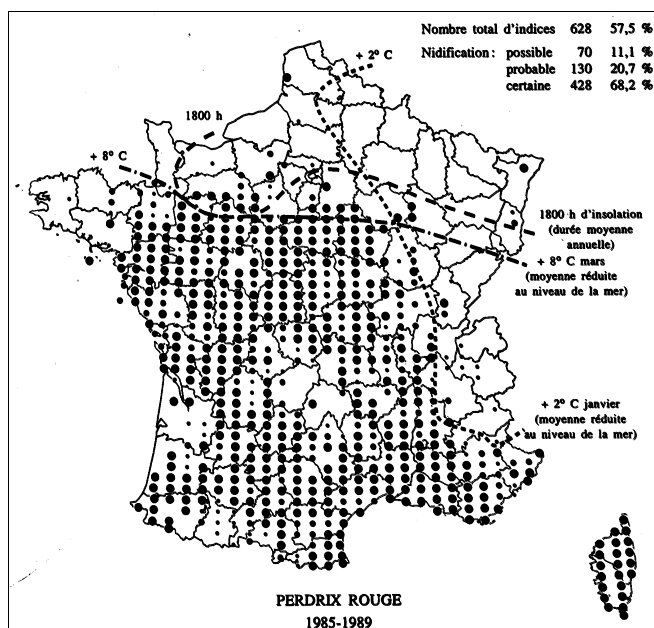 Nombre total d'indices 628 57,5 %
Nidification : possible 70 11,1 %
probable 130 20,7 %
certaine 428 68,2 %
+ 2° C
1800 h
+ 8° C
1800 h d'insolation
(durée moyenne
annuelle)
+ 8° C mars
(moyenne réduite
au niveau de la mer)
+ 2° C janvier
(moyenne réduite
au niveau de la mer)
PERDRIX ROUGE
1985-1989